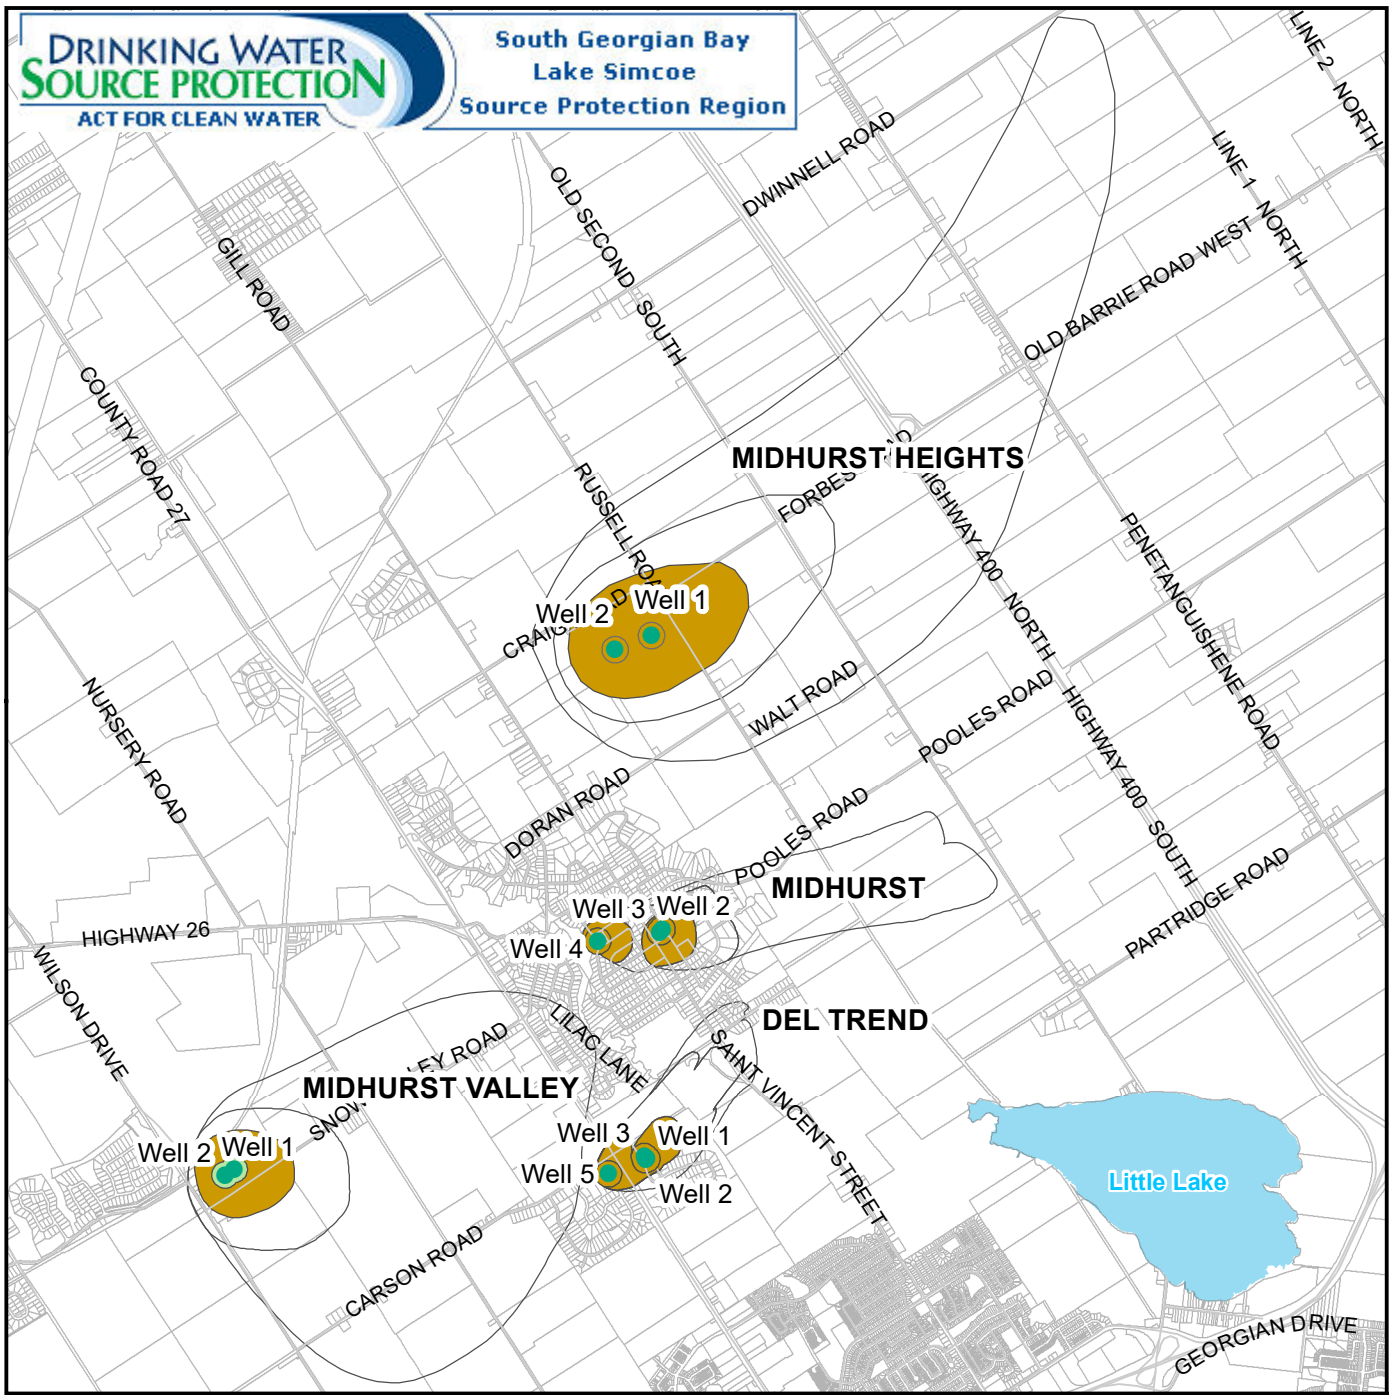 DRINKING WATER
SOURCE PROTECTION
ACT FOR CLEAN WATER
South Georgian Bay
Lake Simcoe
Source Protection Region
LINE 2 NORTH
DWINNELL ROAD
LINE 1 NORTH
OLD SECOND SOUTH
GILL ROAD
OLD BARRIE ROAD WEST
COUNTY ROAD 27
MIDHURST HEIGHTS
FORBES
RUSSELL ROAD
HIGHWAY 400 NORTH
PENETANGUISHENE ROAD
Well 2
Well 1
CRAIG ROAD
WALT ROAD
POOLES ROAD
NURSERY ROAD
HIGHWAY 400 SOUTH
DORAN ROAD
POOLES ROAD
MIDHURST
PARTRIDGE ROAD
Well 3
Well 2
Well 4
HIGHWAY 26
WILSON DRIVE
DEL TREND
LILAC LANE
SAINT VINCENT STREET
MIDHURST VALLEY
Well 3
Well 1
Well 2
Well 1
Well 5
Well 2
Little Lake
CARSON ROAD
GEORGIAN DRIVE